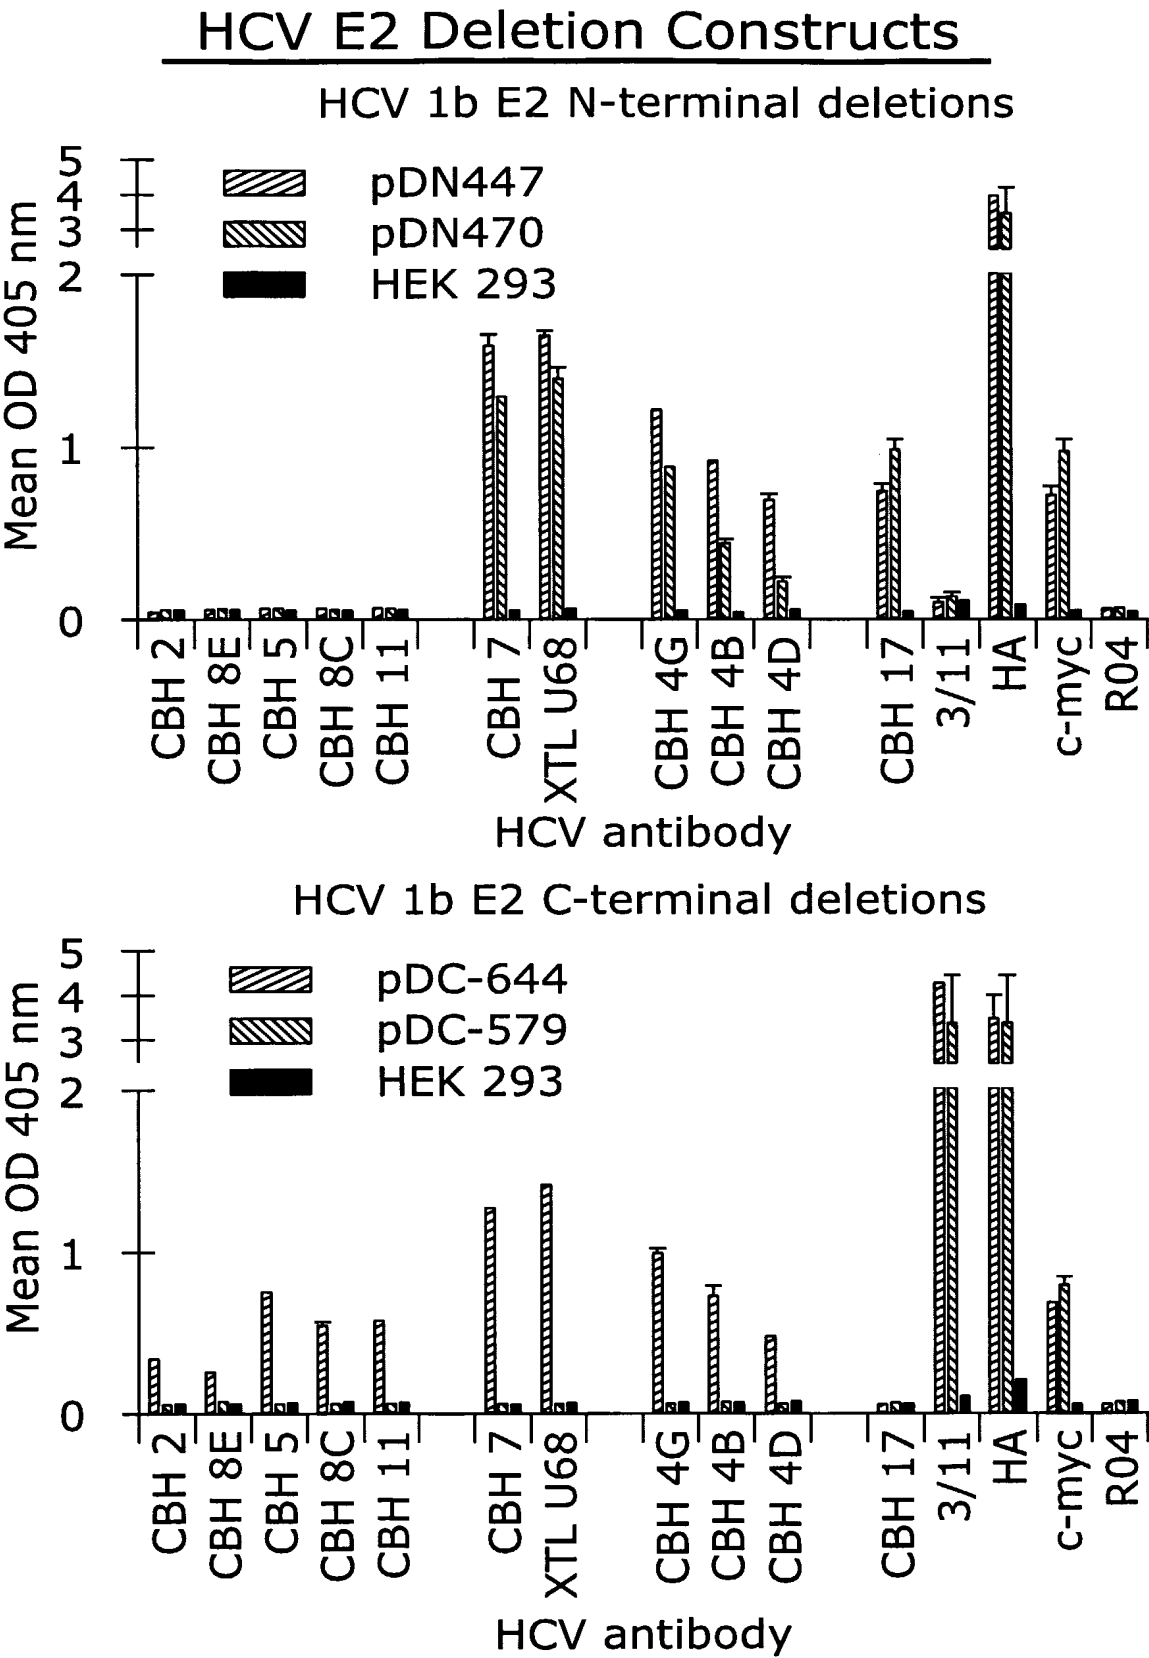 HCV E2 Deletion Constructs
HCV 1b E2 N-terminal deletions
Mean OD 405 nm
5
4
3
2
1
0
pDN447
pDN470
HEK 293
CBH 2
CBH 8E
CBH 5
CBH 8C
CBH 11
CBH 7
XTL U68
CBH 4G
CBH 4B
CBH 4D
CBH 17
3/11
HA
c-myc
R04
HCV antibody
HCV 1b E2 C-terminal deletions
Mean OD 405 nm
5
4
3
2
1
0
pDC-644
pDC-579
HEK 293
CBH 2
CBH 8E
CBH 5
CBH 8C
CBH 11
CBH 7
XTL U68
CBH 4G
CBH 4B
CBH 4D
CBH 17
3/11
HA
c-myc
R04
HCV antibody